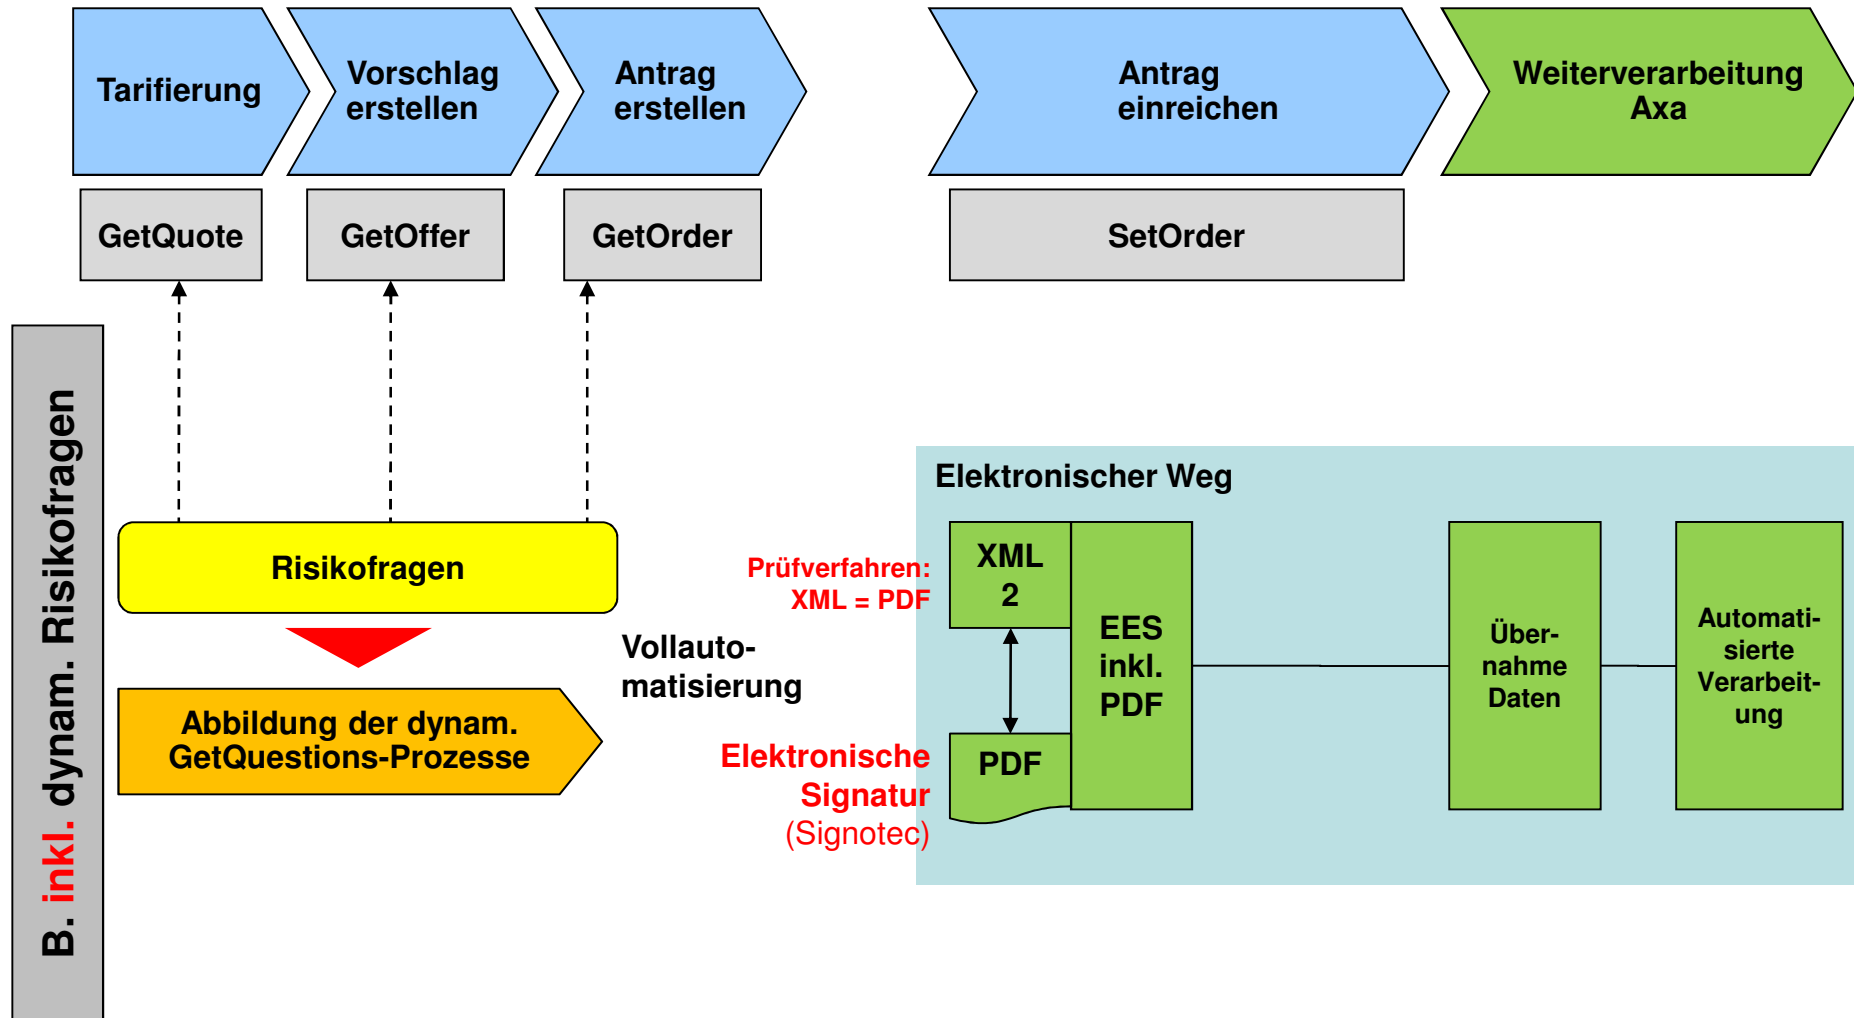 Tarifierung
Vorschlag
erstellen
Antrag
erstellen
Antrag
einreichen
Weiterverarbeitung
Axa
GetQuote
GetOffer
GetOrder
SetOrder
B. inkl. dynam. Risikofragen
Risikofragen
Abbildung der dynam.
GetQuestions-Prozesse
Vollauto-
matisierung
Elektronischer Weg
Prüfverfahren:
XML = PDF
XML
2
EES
inkl.
PDF
PDF
Elektronische
Signatur
(Signotec)
Über-
nahme
Daten
Automati-
sierte
Verarbeit-
ung